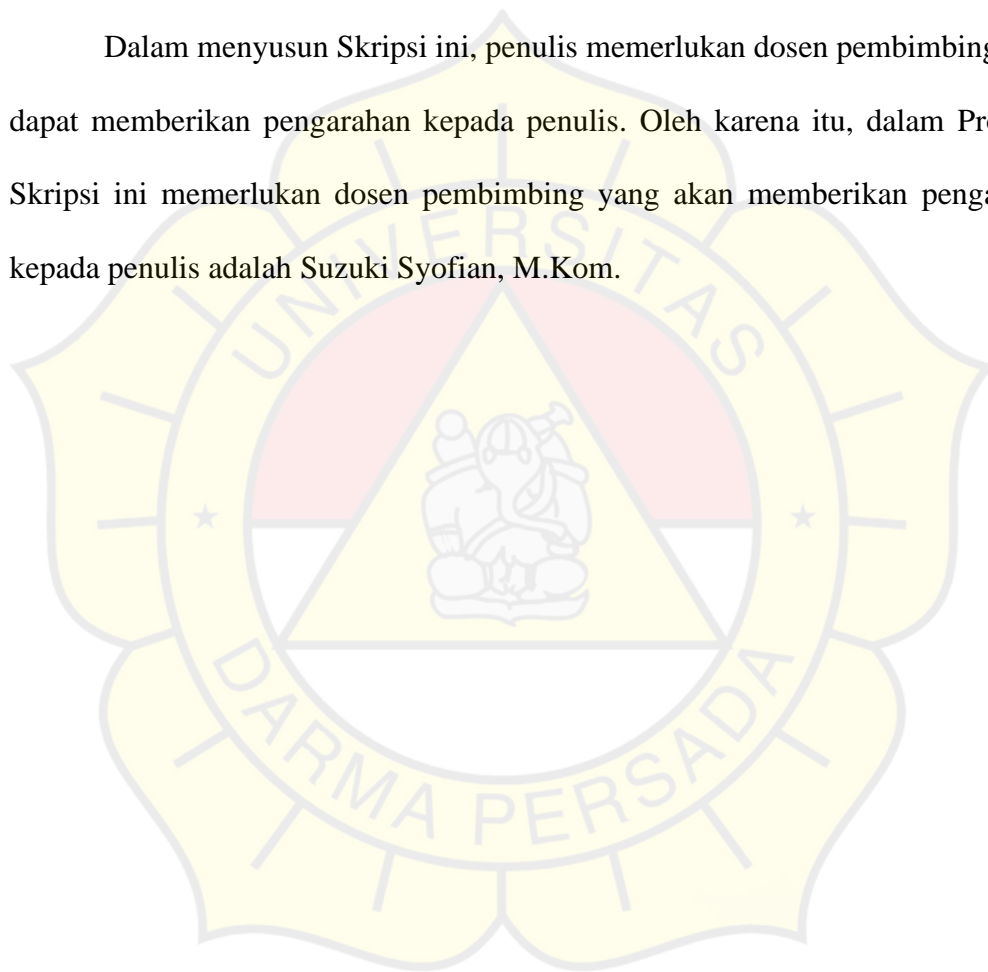 Dalam menyusun Skripsi ini, penulis memerlukan dosen pembimbing
dapat memberikan pengarahan kepada penulis. Oleh karena itu, dalam Pr
Skripsi ini memerlukan dosen pembimbing yang akan memberikan penga
kepada penulis adalah Suzuki Syofian, M.Kom.
UNIVERSITAS
DARMA PERSADA